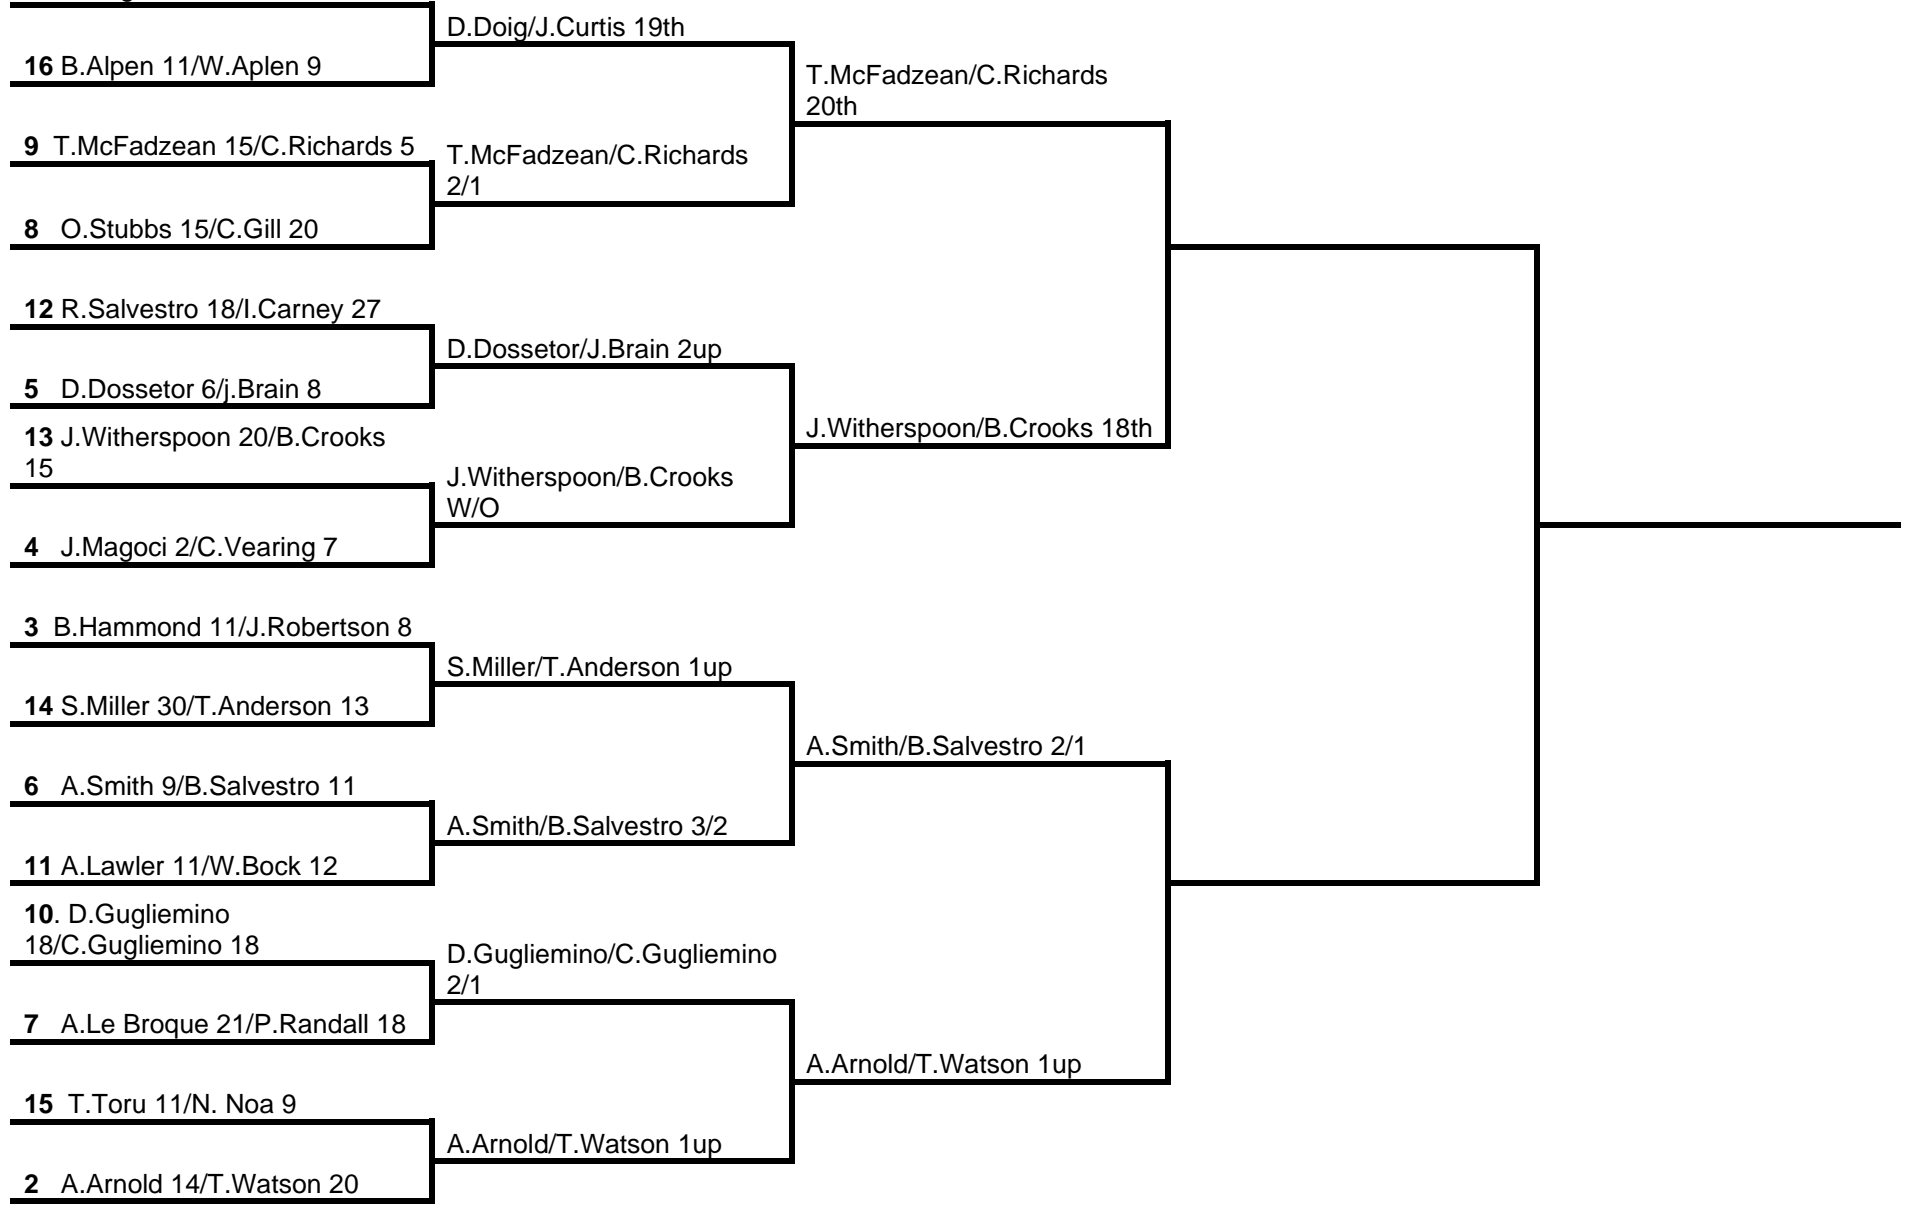 D.Doig/J.Curtis 19th
16 B.Alpen 11/W.Aplen 9
T.McFadzean/C.Richards
20th
9 T.McFadzean 15/C.Richards 5
T.McFadzean/C.Richards
2/1
8 O.Stubbs 15/C.Gill 20
12 R.Salvestro 18/I.Carney 27
D.Dossetor/J.Brain 2up
5 D.Dossetor 6/j.Brain 8
J.Witherspoon/B.Crooks 18th
13 J.Witherspoon 20/B.Crooks
15
J.Witherspoon/B.Crooks
W/O
4 J.Magoci 2/C.Vearing 7
3 B.Hammond 11/J.Robertson 8
S.Miller/T.Anderson 1up
14 S.Miller 30/T.Anderson 13
A.Smith/B.Salvestro 2/1
6 A.Smith 9/B.Salvestro 11
A.Smith/B.Salvestro 3/2
11 A.Lawler 11/W.Bock 12
10. D.Gugliemino
18/C.Gugliemino 18
D.Gugliemino/C.Gugliemino
2/1
7 A.Le Broque 21/P.Randall 18
A.Arnold/T.Watson 1up
15 T.Toru 11/N. Noa 9
A.Arnold/T.Watson 1up
2 A.Arnold 14/T.Watson 20